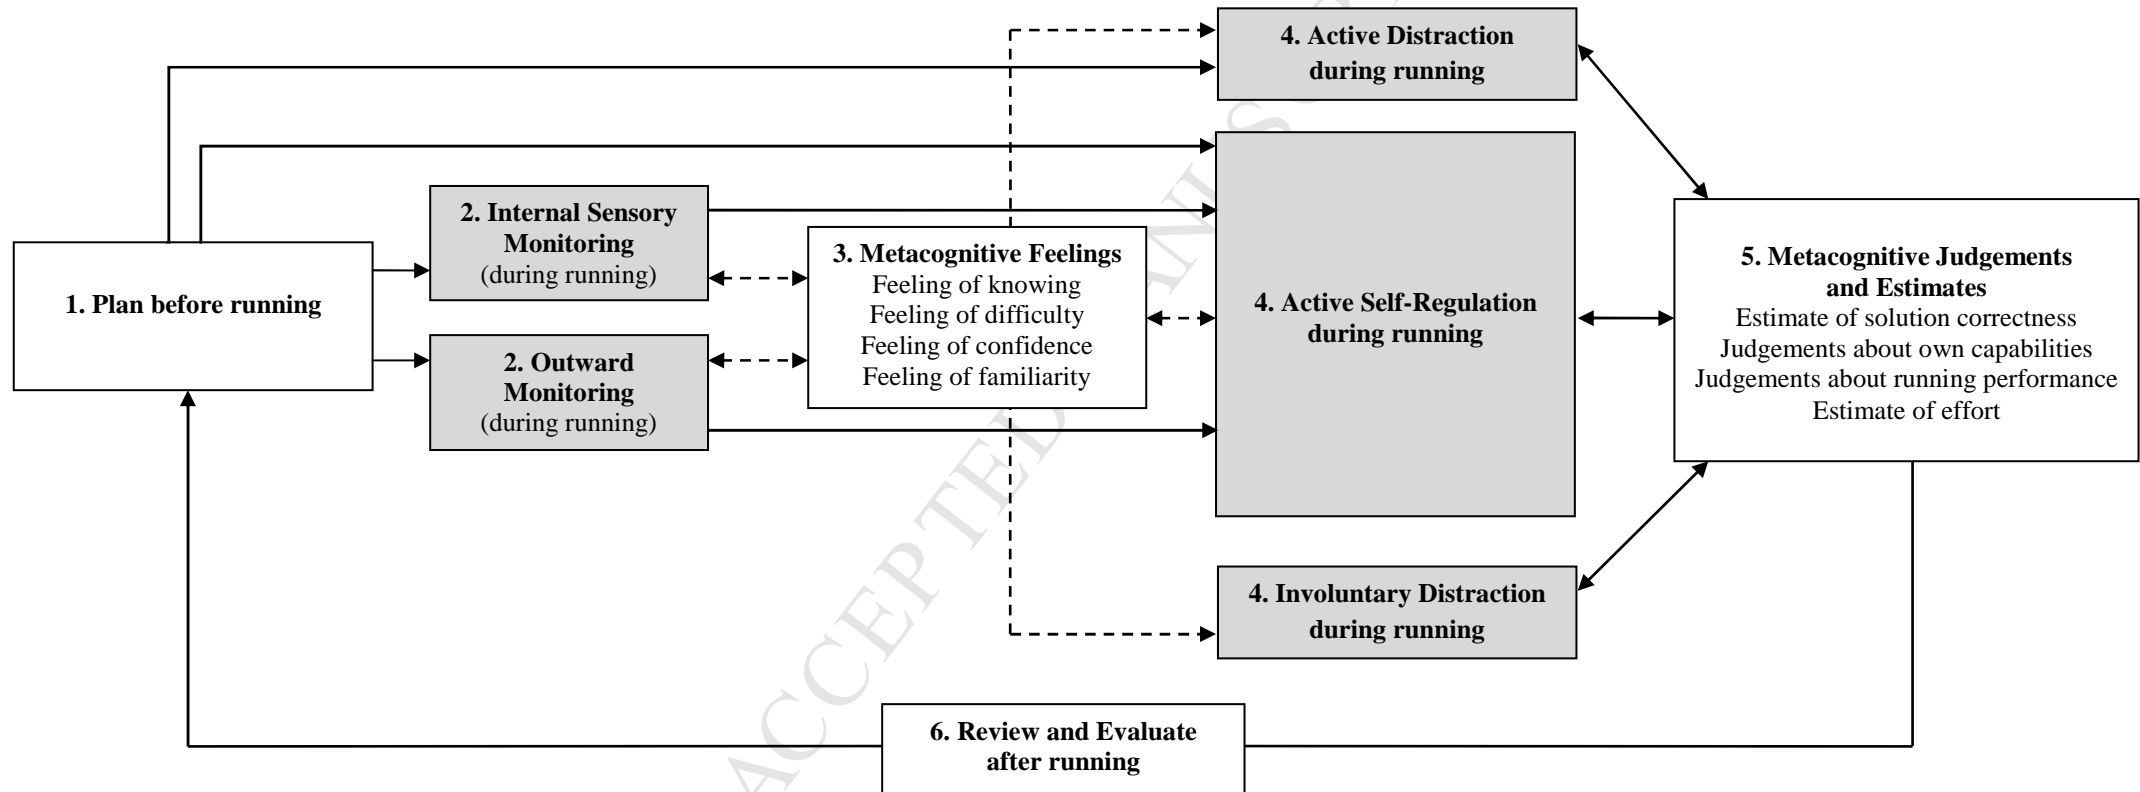 4. Active Distraction
during running
2. Internal Sensory
Monitoring
(during running)
1. Plan before running
2. Outward
Monitoring
(during running)
3. Metacognitive Feelings
Feeling of knowing
Feeling of difficulty
Feeling of confidence
Feeling of familiarity
4. Active Self-Regulation
during running
5. Metacognitive Judgements
and Estimates
Estimate of solution correctness
Judgements about own capabilities
Judgements about running performance
Estimate of effort
4. Involuntary Distraction
during running
6. Review and Evaluate
after running
ACCEPTED